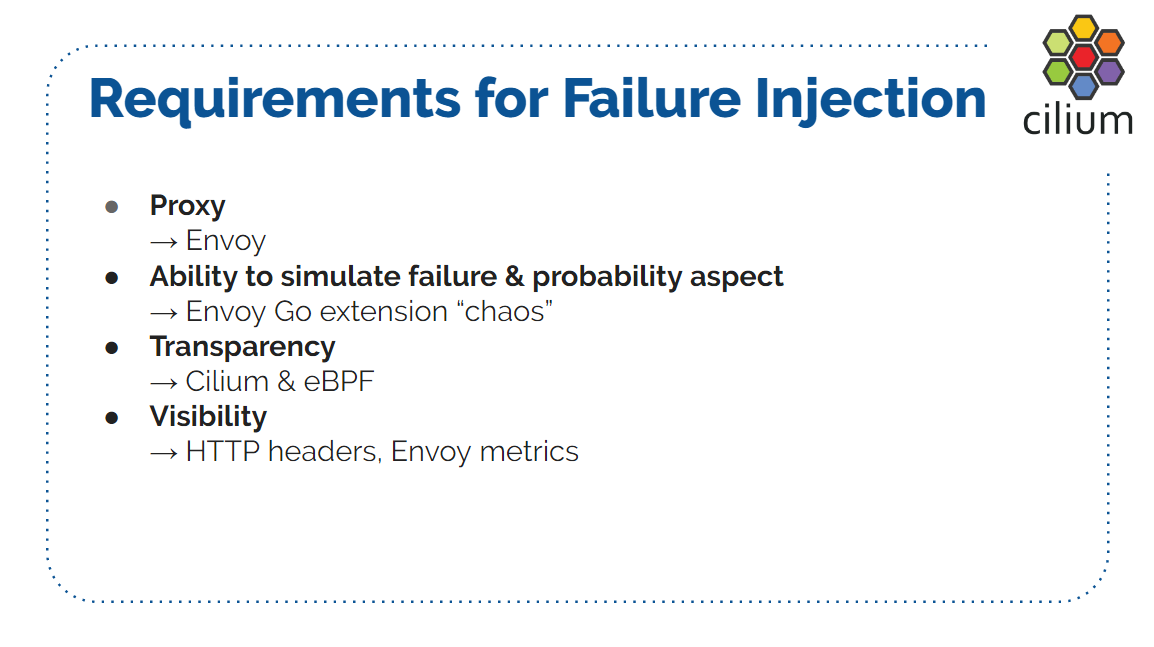 Requirements for Failure Injection
cilium
● Proxy
→ Envoy
● Ability to simulate failure & probability aspect
→ Envoy Go extension “chaos”
● Transparency
→ Cilium & eBPF
● Visibility
→ HTTP headers, Envoy metrics